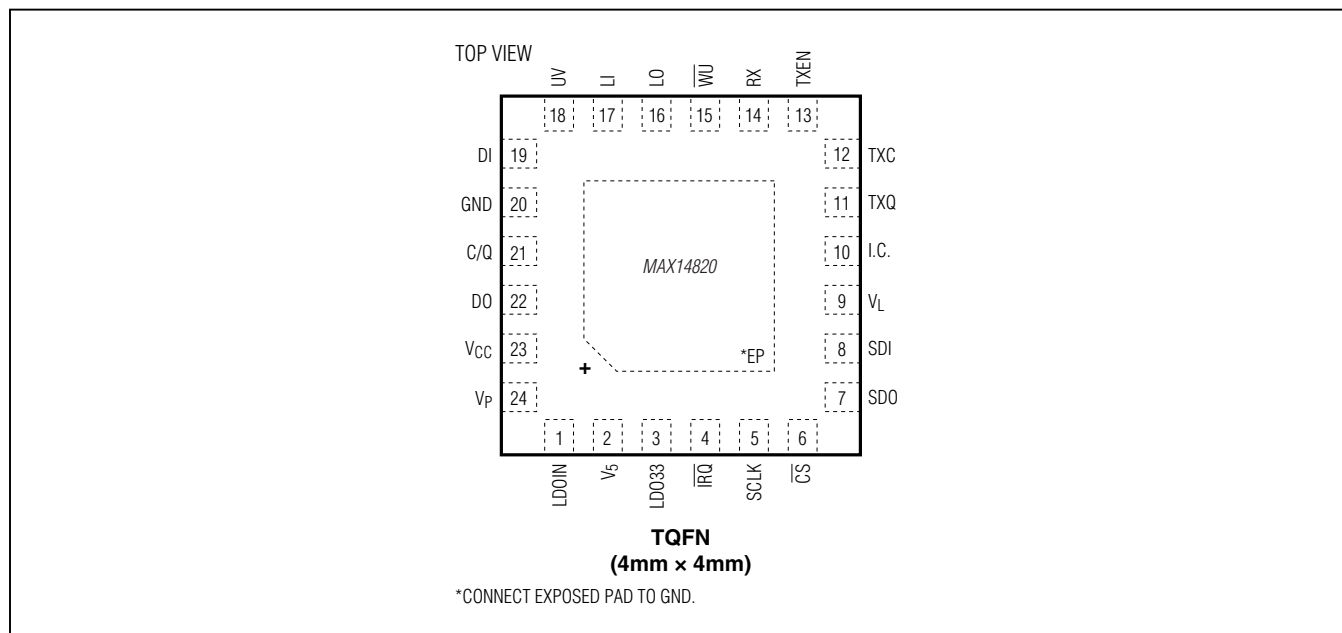 TOP VIEW
UV LI LO WU RX TXEN
18 17 16 15 14 13
DI 19 12 TXC
GND 20 11 TXQ
C/Q 21 MAX14820 10 I.C.
DO 22 9 VL
VCC 23 *EP 8 SDI
+
VP 24 7 SDO
1 2 3 4 5 6
LDOIN V5 LDO33 IRQ SCLK CS
TQFN
(4mm × 4mm)
*CONNECT EXPOSED PAD TO GND.